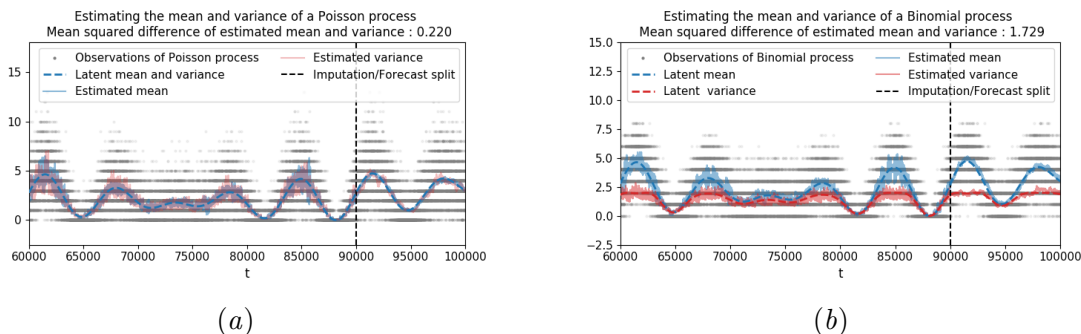 Estimating the mean and variance of a Poisson process
Mean squared difference of estimated mean and variance : 0.220
Observations of Poisson process
Latent mean and variance
Estimated mean
Estimated variance
Imputation/Forecast split
15
10
5
0
60000 65000 70000 75000 80000 85000 90000 95000 100000
t
(a)
Estimating the mean and variance of a Binomial process
Mean squared difference of estimated mean and variance : 1.729
Observations of Binomial process
Latent mean
Latent variance
Estimated mean
Estimated variance
Imputation/Forecast split
15.0
12.5
10.0
7.5
5.0
2.5
0.0
−2.5
60000 65000 70000 75000 80000 85000 90000 95000 100000
t
(b)